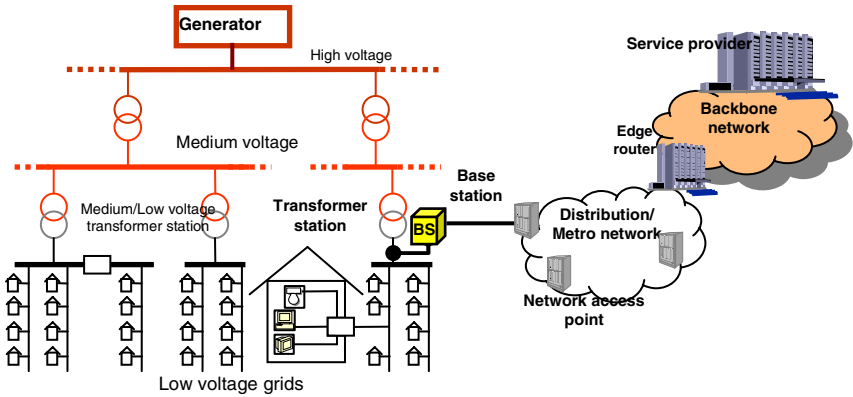 Generator
High voltage
Service provider
Backbone
network
Edge
router
Medium voltage
Base
station
Medium/Low voltage
transformer station
Transformer
station
BS
Distribution/
Metro network
Network access
point
Low voltage grids